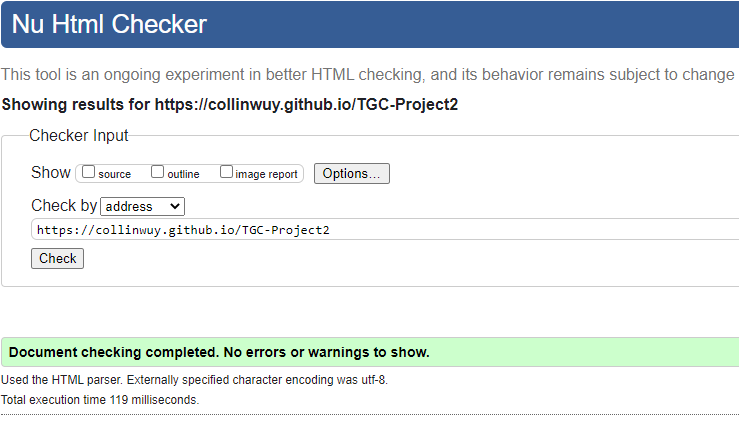 Nu Html Checker
This tool is an ongoing experiment in better HTML checking, and its behavior remains subject to change
Showing results for https://collinwuy.github.io/TGC-Project2
Checker Input
Show source outline image report Options...
Check by address
https://collinwuy.github.io/TGC-Project2
Check
Document checking completed. No errors or warnings to show.
Used the HTML parser. Externally specified character encoding was utf-8.
Total execution time 119 milliseconds.